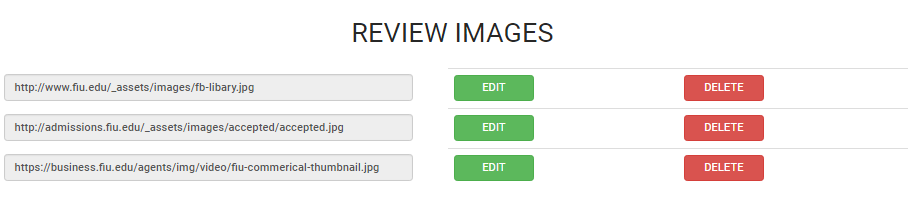 REVIEW IMAGES
http://www.fiu.edu/_assets/images/fb-libary.jpg EDIT DELETE
http://admissions.fiu.edu/_assets/images/accepted/accepted.jpg EDIT DELETE
https://business.fiu.edu/agents/img/video/fiu-commerical-thumbnail.jpg EDIT DELETE